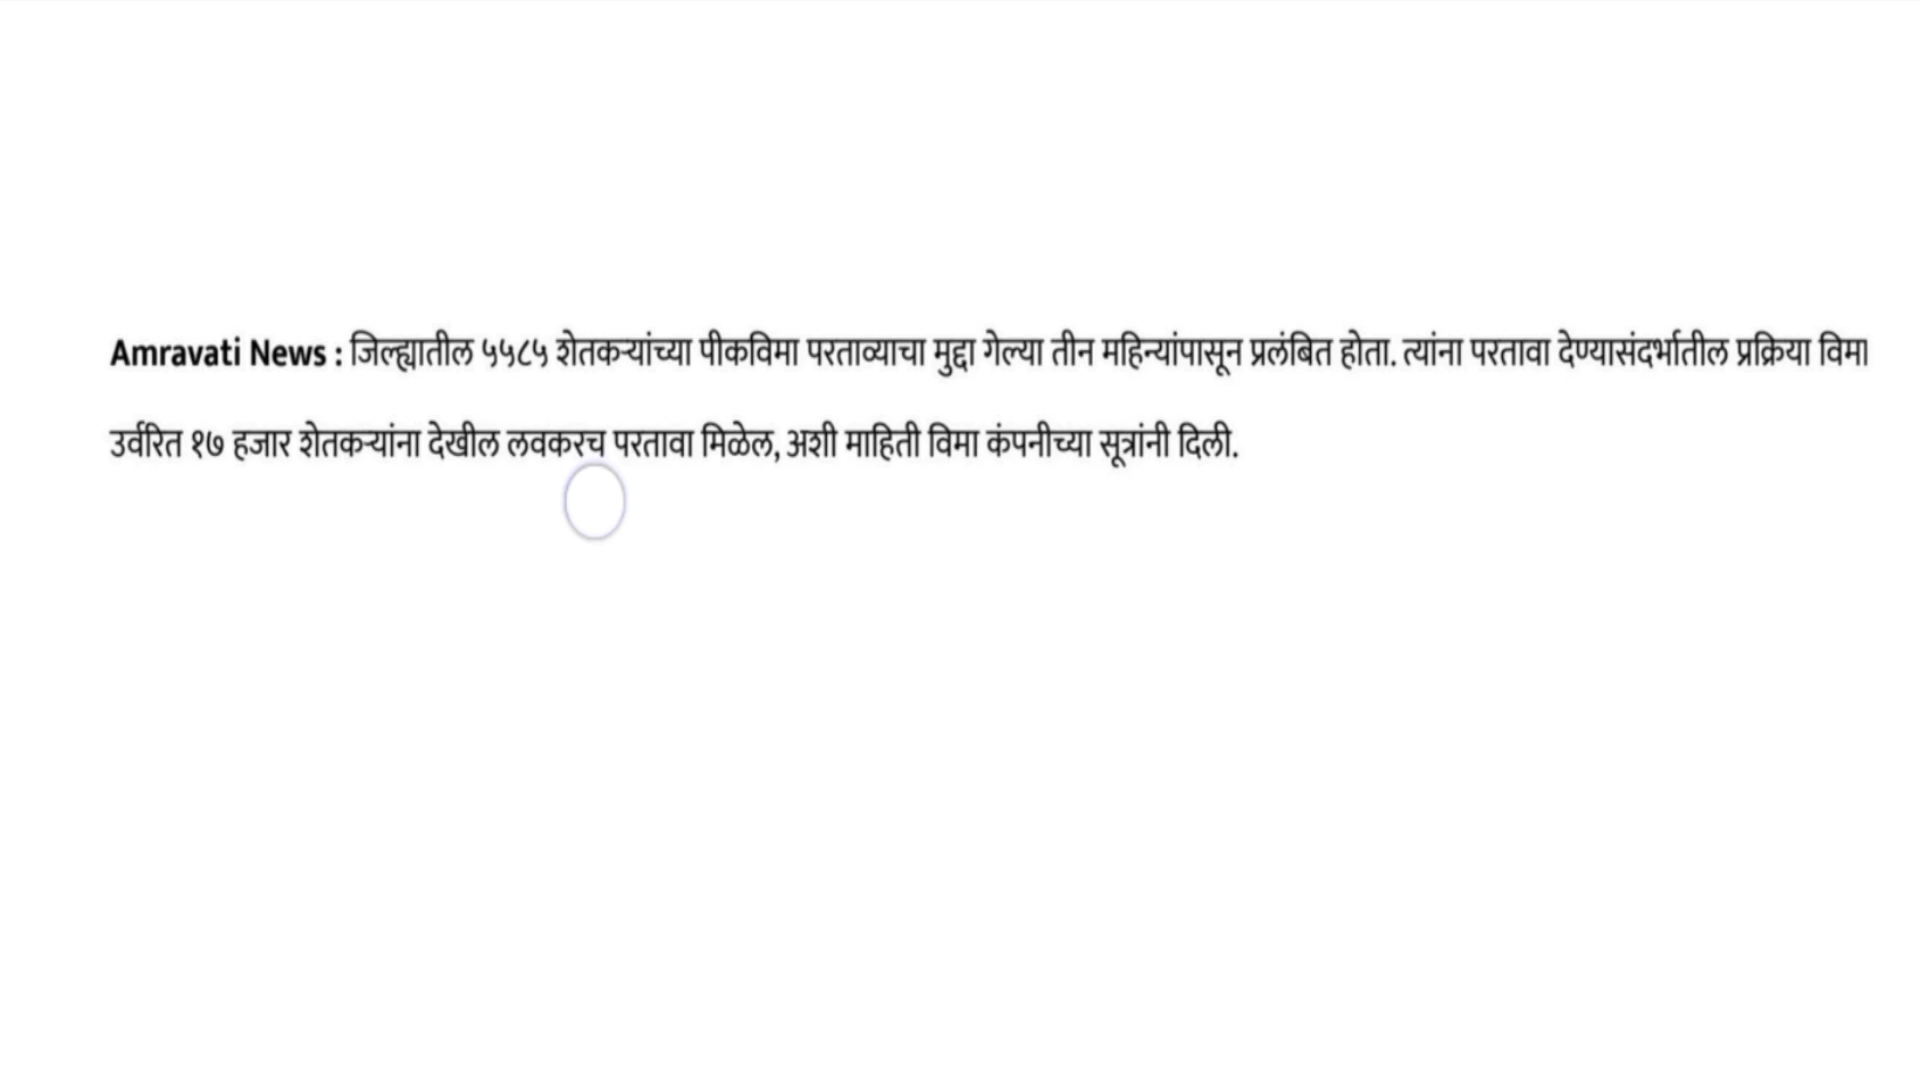 Amravati News : जिल्ह्यातील ५५८५ शेतकऱ्यांच्या पीकविमा परताव्याचा मुद्दा गेल्या तीन महिन्यांपासून प्रलंबित होता. त्यांना परतावा देण्यासंदर्भातील प्रक्रिया विमा
उर्वरित १७ हजार शेतकऱ्यांना देखील लवकरच परतावा मिळेल, अशी माहिती विमा कंपनीच्या सूत्रांनी दिली.